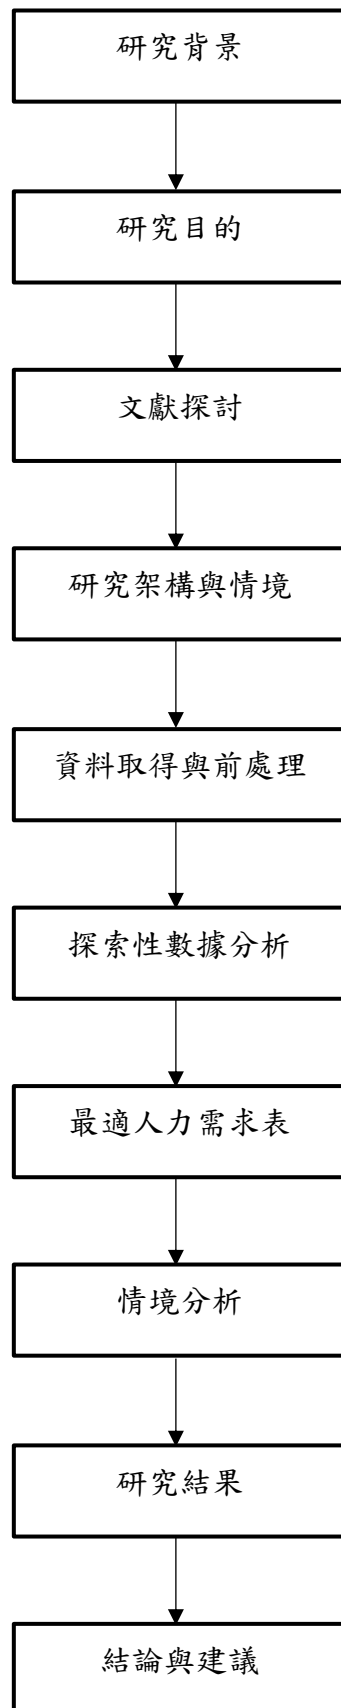 研究背景
研究目的
文獻探討
研究架構與情境
資料取得與前處理
探索性數據分析
最適人力需求表
情境分析
研究結果
結論與建議